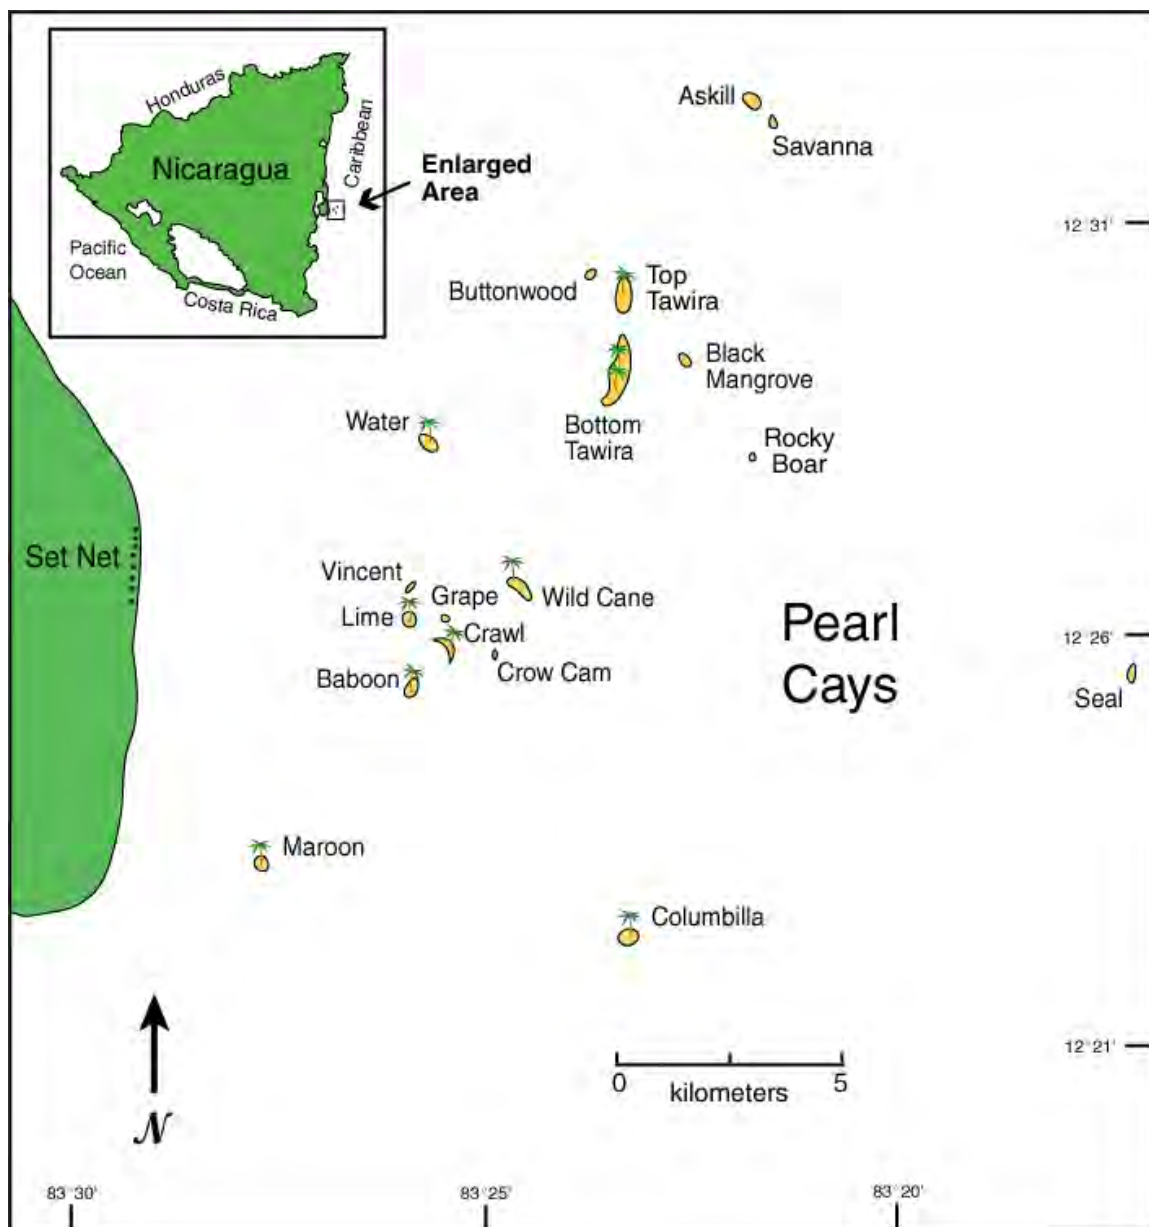 Honduras
Nicaragua
Caribbean
Pacific
Ocean
Costa Rica
Enlarged
Area
Askill
Savanna
12°31'
Buttonwood
Top
Tawira
Black
Mangrove
Water
Bottom
Tawira
Rocky
Boar
Set Net
Vincent
Grape
Wild Cane
Lime
Crawl
Crow Cam
Baboon
Pearl
Cays
12°26'
Seal
Maroon
Columbilla
12°21'
0
5
kilometers
N
83°30'
83°25'
83°20'